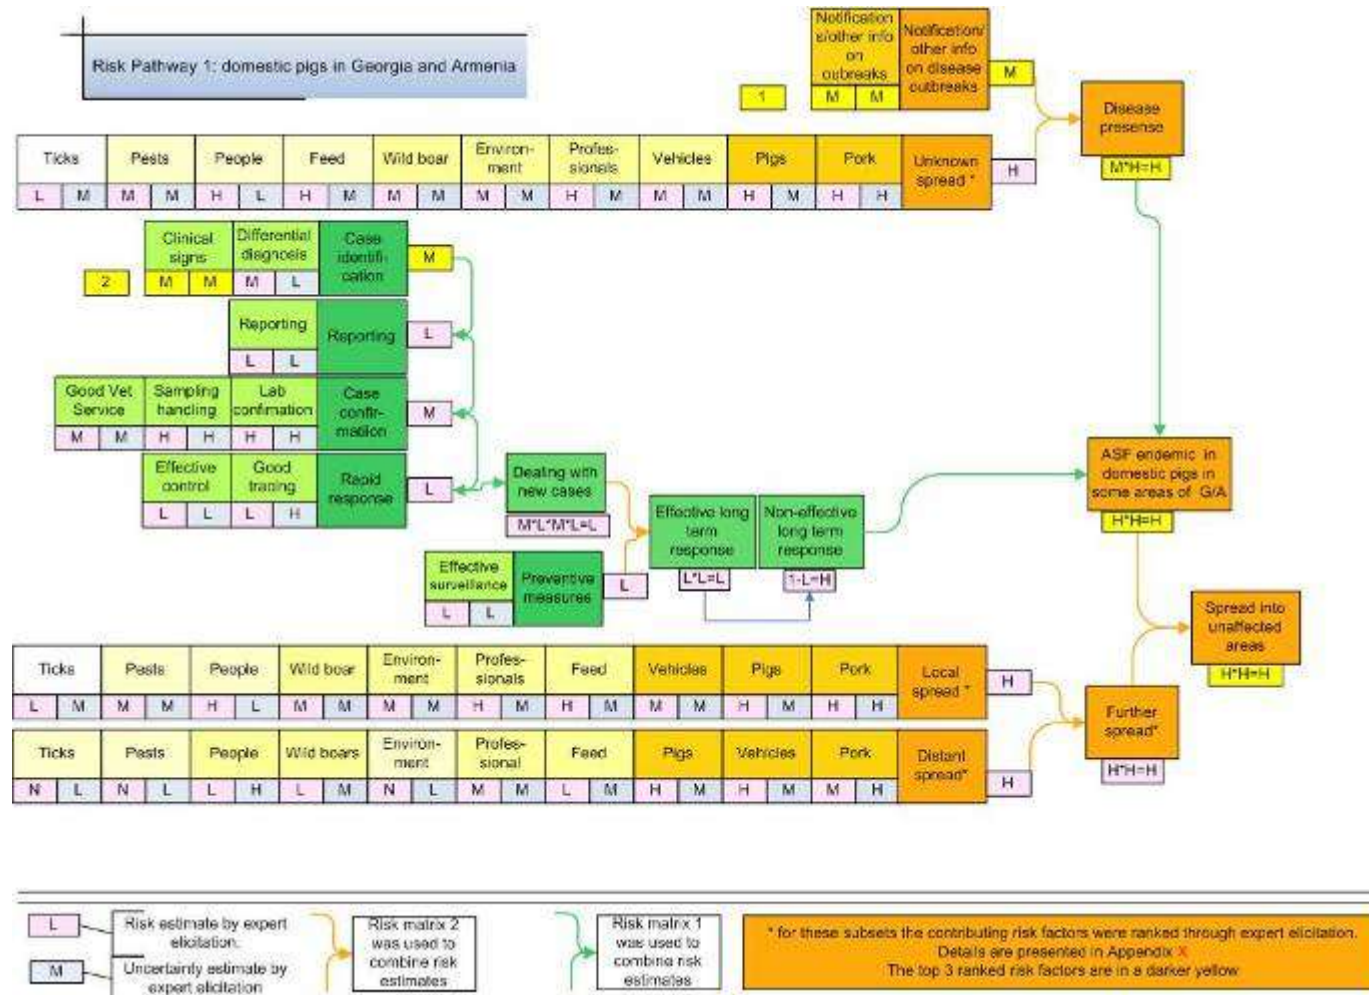 Risk Pathway 1: domestic pigs in Georgia and Armenia
Notification
s/other info
on
outbreaks
M M
Notification/
other info
on disease
outbreaks
M
1
Disease
presense
M*H=H
Ticks Pests People Feed Wild boar Environ- Profes- Vehicles Pigs Pork Unknown
ment sionals spread *
L M M M H L H M M M M M H M M M H M H H
H
Clinical Differential Case
signs diagnosis identifi-
cation
M
2
M M M L
Reporting Reporting
L
L L
Good Vet Sampling Lab Case
Service handling confimation confir-
mation
M
M M H H H H
Effective Good Rapid
control tracing response
L
L L L H
Dealing with
new cases
M*L*M*L=L
Effective Preventive
surveillance measures
L
L L
Effective long
term
response
L*L=L
Non-effective
long term
response
1-L=H
ASF endemic in
domestic pigs in
some areas of G/A
H*H=H
Spread into
unaffected
areas
H*H=H
Ticks Pests People Wild boar Environ- Profes- Feed Vehicles Pigs Pork Local
ment sionals spread *
L M M M H L M M M M H M H M M M H M H H
H
Further
spread*
H*H=H
Ticks Pests People Wild boars Environ- Profes- Feed Pigs Vehicles Pork Distant
ment sional spread*
N L N L L H L M N L M M L M H M H M M H
H
L
Risk estimate by expert
elicitation.
M
Uncertainty estimate by
expert elicitation
Risk matrix 2
was used to
combine risk
estimates
Risk matrix 1
was used to
combine risk
estimates
* for these subsets the contributing risk factors were ranked through expert elicitation.
Details are presented in Appendix X
The top 3 ranked risk factors are in a darker yellow